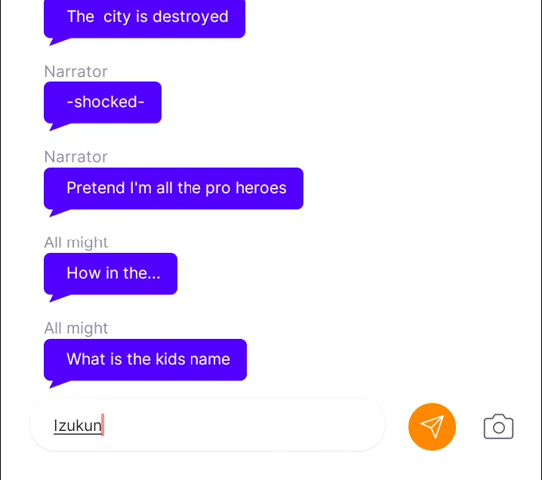 The city is destroyed
Narrator
-shocked-
Narrator
Pretend I'm all the pro heroes
All might
How in the...
All might
What is the kids name
Izukun